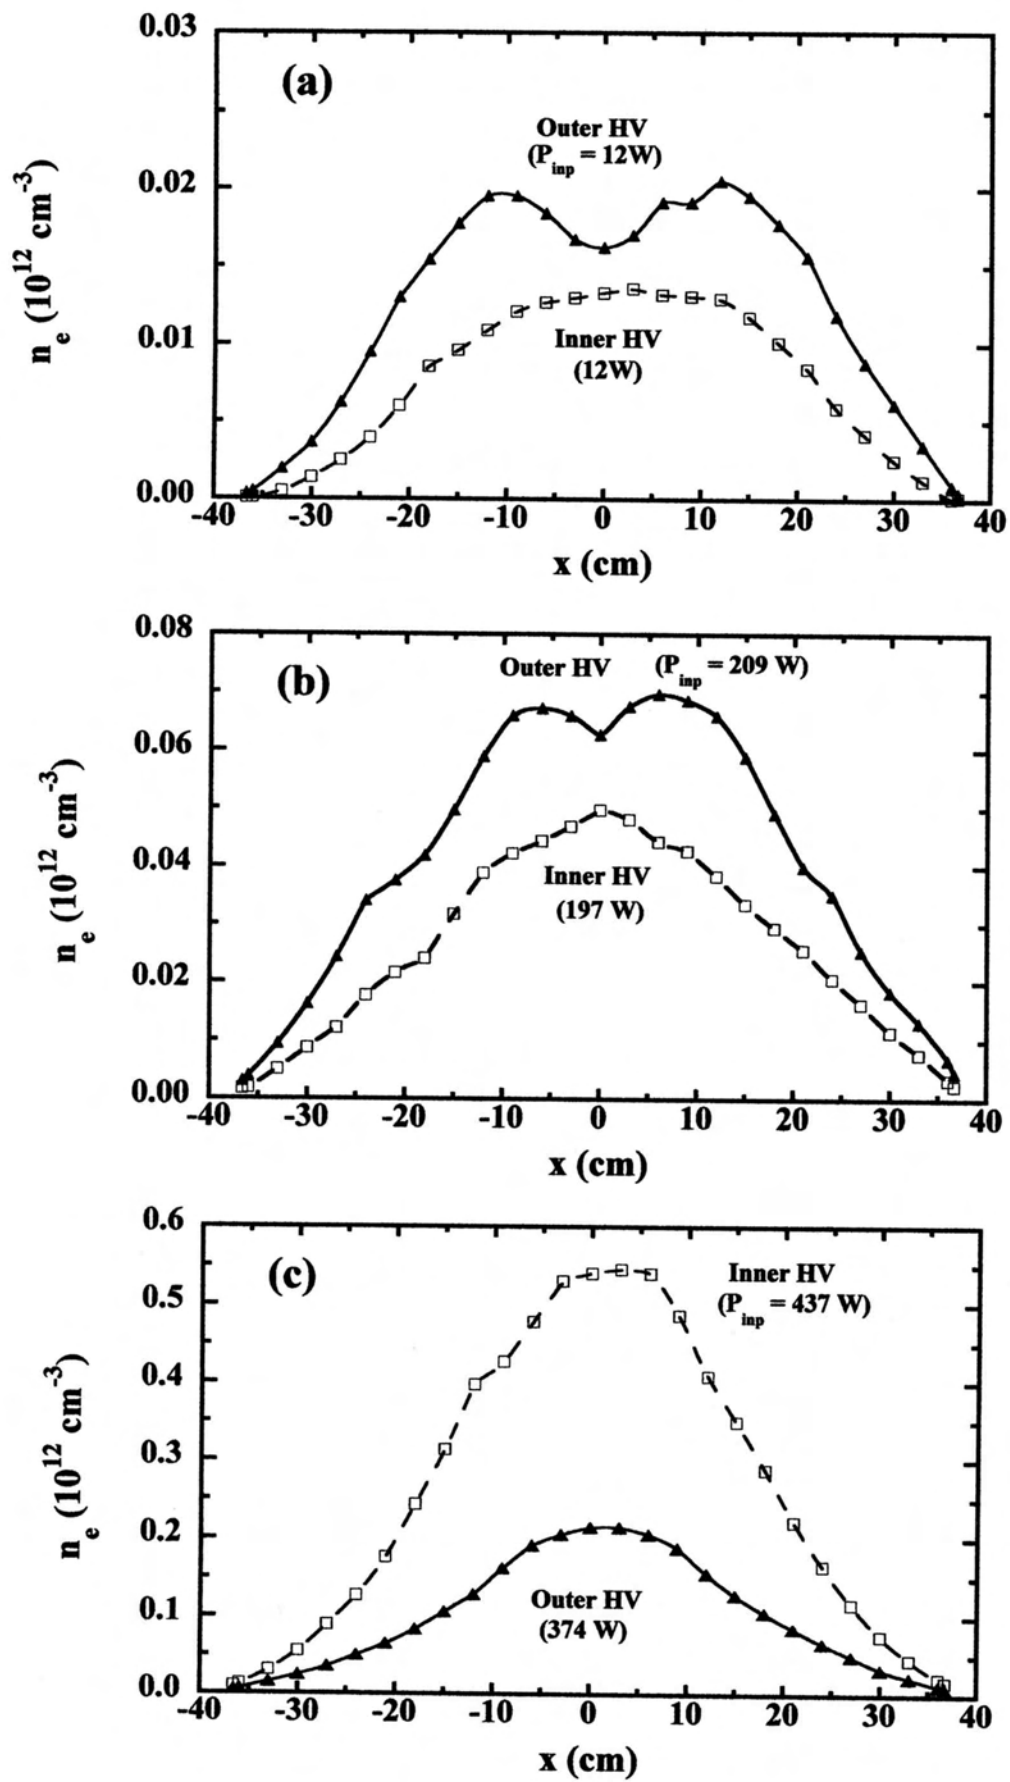 0.03
(a)
Outer HV
(P_inp = 12W)
0.02
n_e (10^12 cm^-3)
0.01
Inner HV
(12W)
0.00
-40 -30 -20 -10 0 10 20 30 40
x (cm)
0.08
(b)
Outer HV (P_inp = 209 W)
0.06
n_e (10^12 cm^-3)
0.04
Inner HV
(197 W)
0.02
0.00
-40 -30 -20 -10 0 10 20 30 40
x (cm)
0.6
(c)
Inner HV
(P_inp = 437 W)
0.5
0.4
n_e (10^12 cm^-3)
0.3
0.2
Outer HV
(374 W)
0.1
0.0
-40 -30 -20 -10 0 10 20 30 40
x (cm)